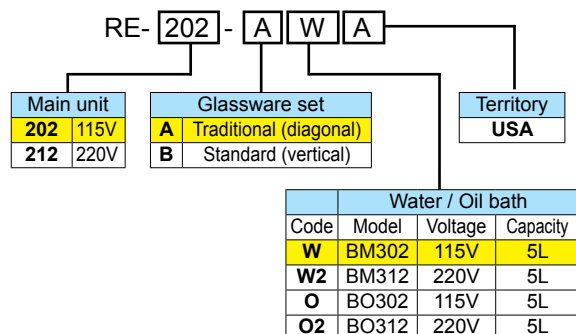 RE- 202 - A W A
Main unit
202 115V
212 220V
Glassware set
A Traditional (diagonal)
B Standard (vertical)
Territory
USA
Water / Oil bath
Code Model Voltage Capacity
W BM302 115V 5L
W2 BM312 220V 5L
O BO302 115V 5L
O2 BO312 220V 5L